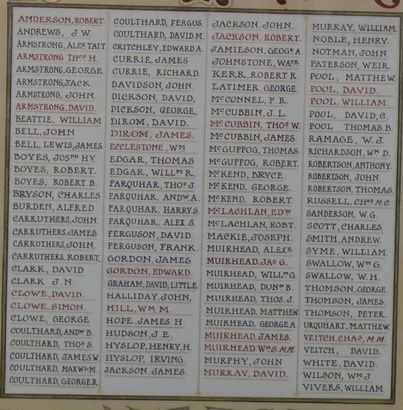 ANDERSON, ROBERT
ANDREWS, J.W.
ARMSTRONG, ALEXR TAIT
ARMSTRONG THOS H.
ARMSTRONG, GEORGE
ARMSTRONG, JACK
ARMSTRONG, JOHN.
ARMSTRONG, DAVID.
BEATTIE, WILLIAM
BELL, JOHN
BELL, LEWIS, JAMES
BOYES, JOSPH HY.
BOYES, ROBERT.
BOYES, ROBERT B.
BRYSON, CHARLES
BURDEN, ALFRED
CARRUTHERS, JOHN.
CARRUTHERS, JAMES
CARRUTHERS, JOHN.
CARRUTHERS, ROBERT.
CLARK, DAVID
CLARK J.N.
CLOWE, DAVID.
CLOWE, SIMON.
CLOWE, GEORGE
COULTHARD, ANDW B.
COULTHARD, THOS S.
COULTHARD, JAMES, W.
COULTHARD, MAXWL M.
COULTHARD, GEORGE R.
COULTHARD, FERGUS.
COULTHARD, DAVID M.
CRITCHLEY, EDWARD A.
CURRIE, JAMES
CURRIE, RICHARD
DAVIDSON, JOHN
DICKSON, DAVID.
DICKSON, GEORGE.
DIROM, DAVID.
DIROM, JAMES.
ECCLESTONE, WM
EDGAR, THOMAS
EDGAR, WILLM R.
FARQUHAR, THOS J.
FARQUHAR, ANDW A.
FARQUHAR, HARRY S.
FARQUHAR, ALEX S.
FERGUSON, DAVID.
FERGUSON, FRANK.
GORDON, JAMES
GORDON, EDWARD.
GRAHAM, DAVID, LITTLE
HALLIDAY, JOHN,
HILL, WM M.
HOPE, JAMES H.
HUDSON, J.E.
HYSLOP, HENRY, H.
HYSLOP, IRVING.
JACKSON, JAMES.
JACKSON, JOHN.
JACKSON, ROBERT.
JAMIESON, GEOGE A.
JOHNSTONE, WATR
KERR, ROBERT R.
LATIMER, GEORGE.
McCONNEL, F.R.
McCUBBIN, J.L.
McCUBBIN, THOS W.
McCUBBIN, JAMES
McGUFFOG, THOMAS.
McGUFFOG, ROBERT.
McKEND, BRYCE
McKEND, GEORGE.
McKEND, ROBERT
McLACHLAN, EDW
McLACHLAN, ROBT.
MACKIE, JOSEPH.
MUIRHEAD, ALEXR
MUIRHEAD, JAS G.
MUIRHEAD, WILLM G.
MUIRHEAD, DUNN B.
MUIRHEAD, THOS J.
MUIRHEAD, MATTHEW
MUIRHEAD, GEORGE A
MUIRHEAD, JAMES.
MUIRHEAD WM S. M.M.
MURPHY, JOHN
MURRAY, DAVID.
MURRAY, WILLIAM.
NOBLE, HENRY.
NOTMAN, JOHN
PATERSON, WEIR.
POOL, MATTHEW
POOL, DAVID.
POOL, WILLIAM.
POOL, DAVID, C.
POOL THOMAS, B.
RAMAGE, W. J.
RICHARDSON, WM D.
ROBERTSON, ANTHONY.
ROBERTSON, JOHN
ROBERTSON, THOMAS.
RUSSELL, CHAS M.C.
SANDERSON, W.G.
SCOTT, CHARLES.
SMITH, ANDREW.
SYME, WILLIAM.
SWALLOW, WM G.
SWALLOW, W.H.
THOMSON, GEORGE.
THOMSON, JAMES.
THOMSON, PETER.
URQUHART, MATTHEW.
VEITCH, CHAS, M.M.
VEITCH, DAVID.
WHITE, DAVID.
WILSON, WM J
VIVERS, WILLIAM